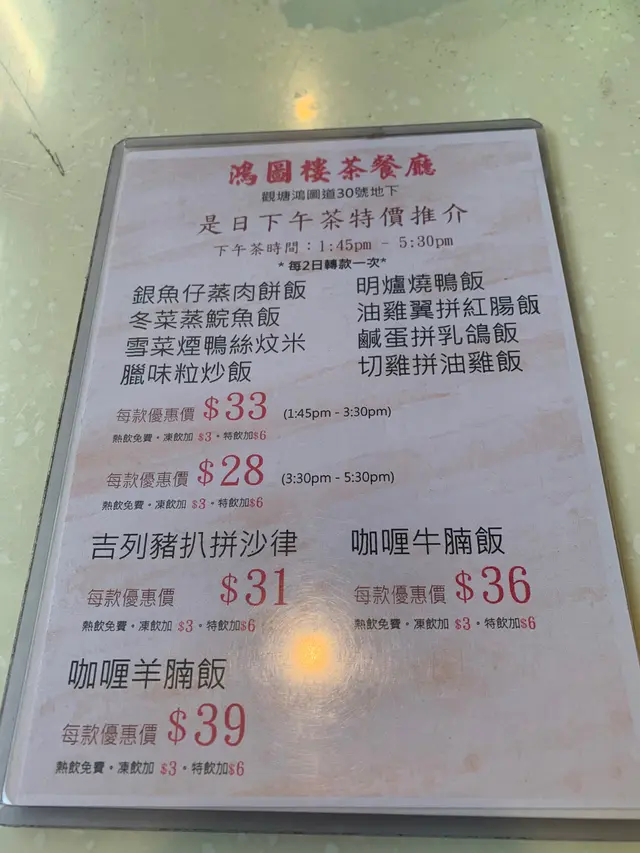 鴻圖樓茶餐廳
觀塘鴻圖道30號地下
是日下午茶特價推介
下午茶時間：1:45pm - 5:30pm
*每2日轉款一次*
銀魚仔蒸肉餅飯
冬菜蒸鯇魚飯
雪菜煙鴨絲炆米
臘味粒炒飯
明爐燒鴨飯
油雞翼拼紅腸飯
鹹蛋拼乳鴿飯
切雞拼油雞飯
每款優惠價 $33 (1:45pm - 3:30pm)
熱飲免費。凍飲加 $3。特飲加$6
每款優惠價 $28 (3:30pm - 5:30pm)
熱飲免費。凍飲加 $3。特飲加$6
吉列豬扒拼沙律
每款優惠價 $31
熱飲免費。凍飲加 $3。特飲加$6
咖喱牛腩飯
每款優惠價 $36
熱飲免費。凍飲加 $3。特飲加$6
咖喱羊腩飯
每款優惠價 $39
熱飲免費。凍飲加 $3。特飲加$6